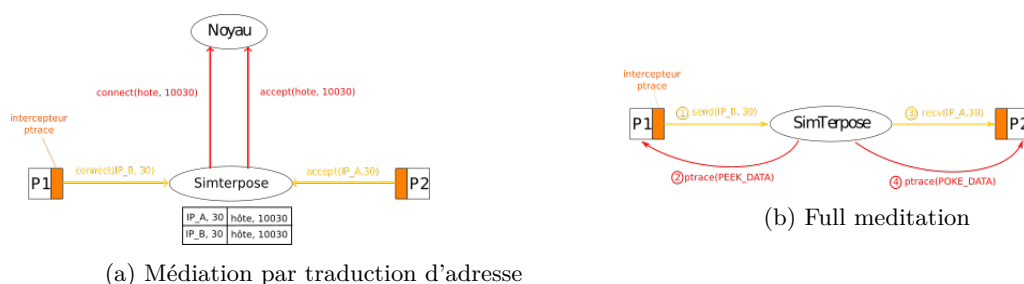 Noyau
connect(hote, 10030)
accept(hote, 10030)
intercepteur
ptrace
P1
connect(IP_B, 30)
Simterpose
accept(IP_A,30)
P2
IP_A, 30 hôte, 10030
IP_B, 30 hôte, 10030
(a) Médiation par traduction d'adresse
intercepteur
ptrace
P1
1 send(IP_B, 30)
SimTerpose
3 recv(IP_A,30)
P2
2 ptrace(PEEK_DATA)
4 ptrace(POKE_DATA)
(b) Full meditation